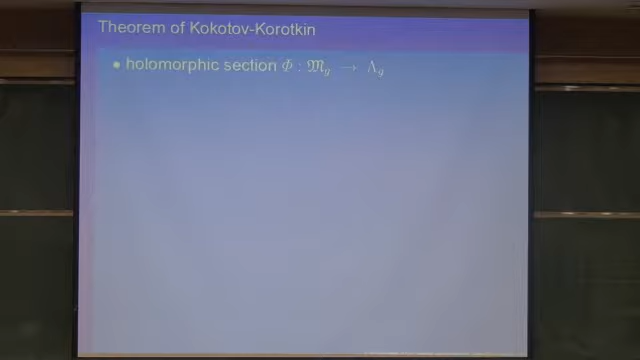 Theorem of Kokotov-Korotkin
• holomorphic section Φ : 𝔐_g → Λ_g